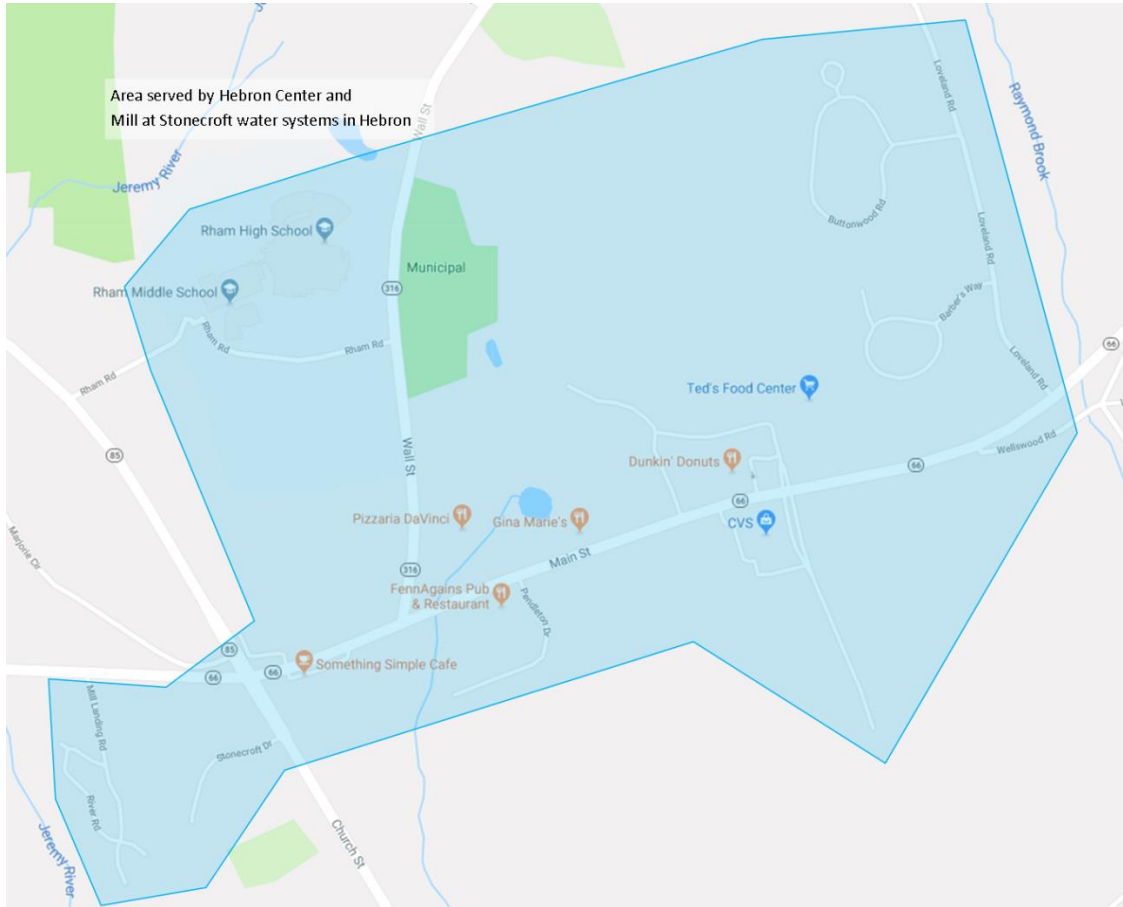 Area served by Hebron Center and
Mill at Stonecroft water systems in Hebron
Wall St
Jeremy River
Loveland Rd
Raymond Brook
Rham High School
Buttonwood Rd
Loveland Rd
Municipal
Rham Middle School
316
Barber's Way
Rham Rd
Rham Rd
66
Rham Rd
Loveland Rd
Ted's Food Center
85
Wall St
Wellswood Rd
Dunkin' Donuts
66
66
Pizzaria DaVinci
Gina Marie's
CVS
Marjorie Cir
Main St
316
FennAgains Pub
& Restaurant
Pendleton Dr
85
Something Simple Cafe
66
66
Mill Landing Rd
Stonecroft Dr
River Rd
Church St
Jeremy River